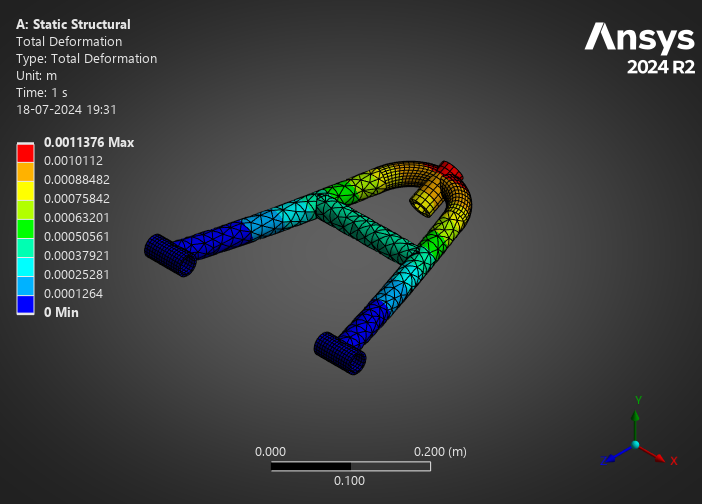 A: Static Structural
Total Deformation
Type: Total Deformation
Unit: m
Time: 1 s
18-07-2024 19:31
Ansys
2024 R2
0.0011376 Max
0.0010112
0.00088482
0.00075842
0.00063201
0.00050561
0.00037921
0.00025281
0.0001264
0 Min
Y
Z
X
0.000
0.200 (m)
0.100